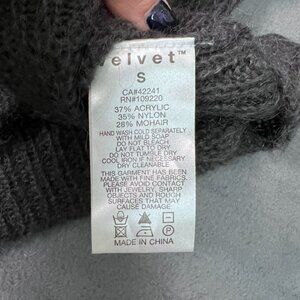 velvet™
S
CA#42241
RN#109220
37% ACRYLIC
35% NYLON
28% MOHAIR
HAND WASH COLD SEPARATELY
WITH MILD SOAP
DO NOT BLEACH
LAY FLAT TO DRY
DO NOT TUMBLE DRY
COOL IRON IF NECESSARY
DRY CLEANABLE
THIS GARMENT HAS BEEN
MADE WITH FINE FABRICS.
PLEASE AVOID CONTACT
WITH JEWELRY, SHARP
OBJECTS AND ROUGH
SURFACES THAT MAY
CAUSE DAMAGE
MADE IN CHINA